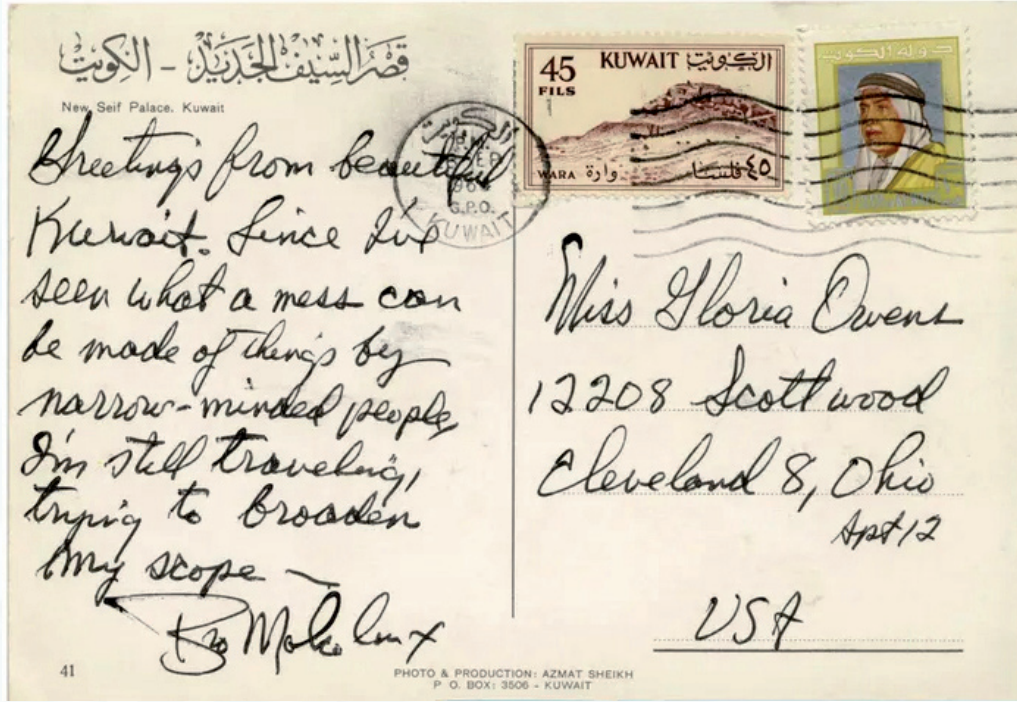 قصر السيف الجديد - الكويت
New Seif Palace. Kuwait
Greetings from beautiful
Kuwait. Since I've
seen what a mess can
be made of things by
narrow-minded people,
I'm still traveling,
trying to broaden
my scope —
Bro Malcolm X
41
الكويت
G.P.O.
KUWAIT
45
FILS
KUWAIT الكويت
WARA وارة
٤٥ فلسا
دولة الكويت
Miss Gloria Owens
12208 Scottwood
Cleveland 8, Ohio
Apt 12
USA
PHOTO & PRODUCTION: AZMAT SHEIKH
P O. BOX: 3506 - KUWAIT